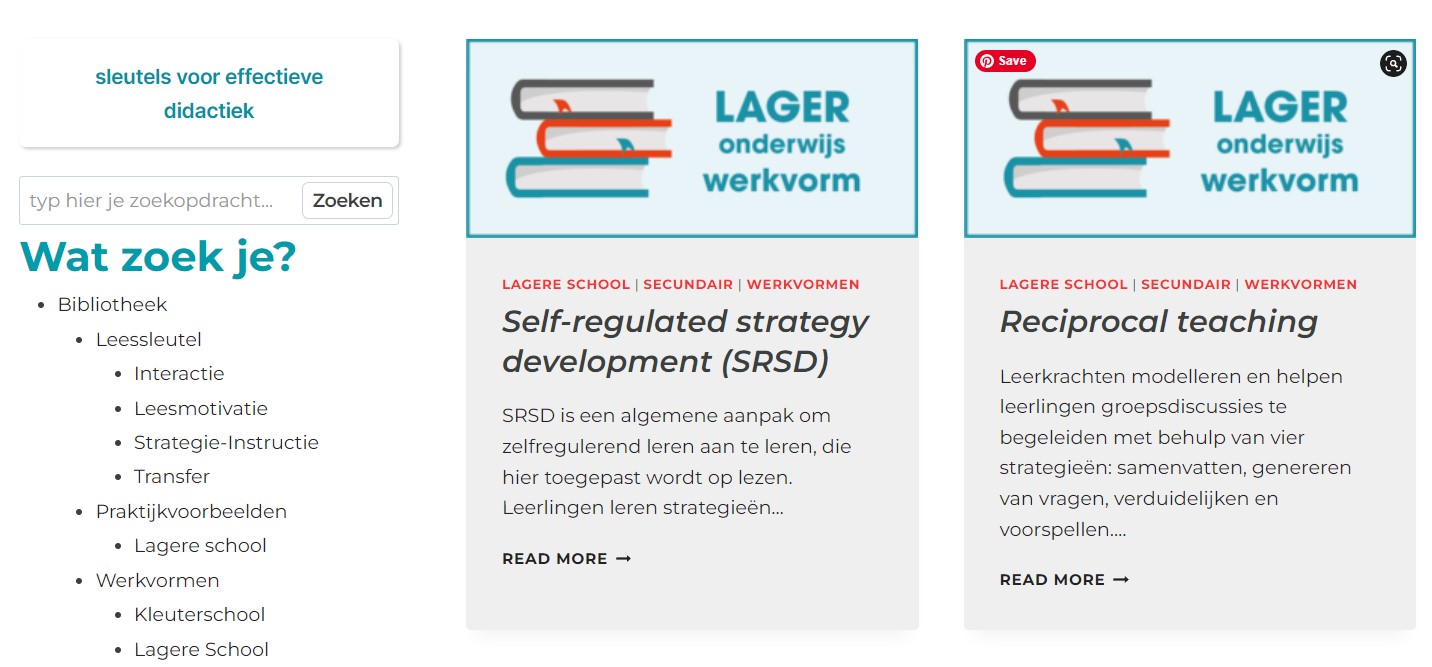 sleutels voor effectieve
didactiek
typ hier je zoekopdracht...
Zoeken
Wat zoek je?
Bibliotheek
Leessleutel
Interactie
Leesmotivatie
Strategie-Instructie
Transfer
Praktijkvoorbeelden
Lagere school
Werkvormen
Kleuterschool
Lagere School
LAGER
onderwijs
werkvorm
LAGERE SCHOOL | SECUNDAIR | WERKVORMEN
Self-regulated strategy
development (SRSD)
SRSD is een algemene aanpak om
zelfregulerend leren aan te leren, die
hier toegepast wordt op lezen.
Leerlingen leren strategieën...
READ MORE →
Save
LAGER
onderwijs
werkvorm
LAGERE SCHOOL | SECUNDAIR | WERKVORMEN
Reciprocal teaching
Leerkrachten modelleren en helpen
leerlingen groepsdiscussies te
begeleiden met behulp van vier
strategieën: samenvatten, genereren
van vragen, verduidelijken en
voorspellen....
READ MORE →